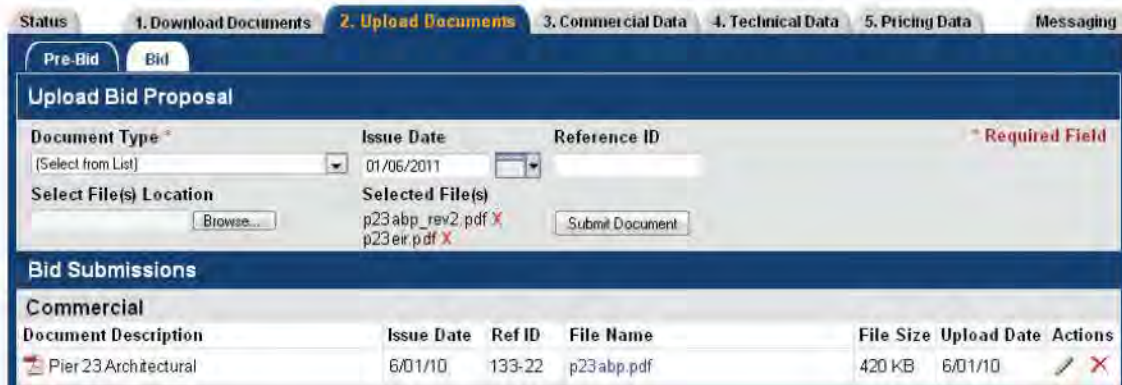 Status 1. Download Documents 2. Upload Documents 3. Commercial Data 4. Technical Data 5. Pricing Data Messaging
Pre-Bid Bid
Upload Bid Proposal
Document Type * Issue Date Reference ID * Required Field
(Select from List) 01/06/2011
Select File(s) Location Selected File(s)
Browse... p23abp_rev2.pdf X Submit Document
p23eir.pdf X
Bid Submissions
Commercial
Document Description Issue Date Ref ID File Name File Size Upload Date Actions
Pier 23 Architectural 6/01/10 133-22 p23abp.pdf 420 KB 6/01/10